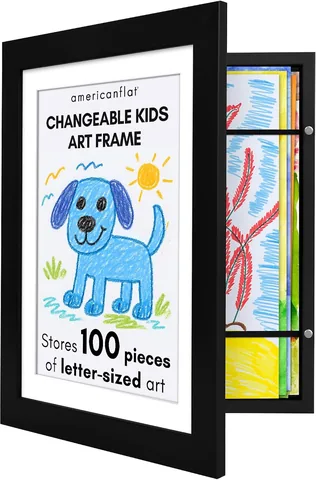 americanflat
CHANGEABLE KIDS
ART FRAME
Stores 100 pieces
of letter-sized art